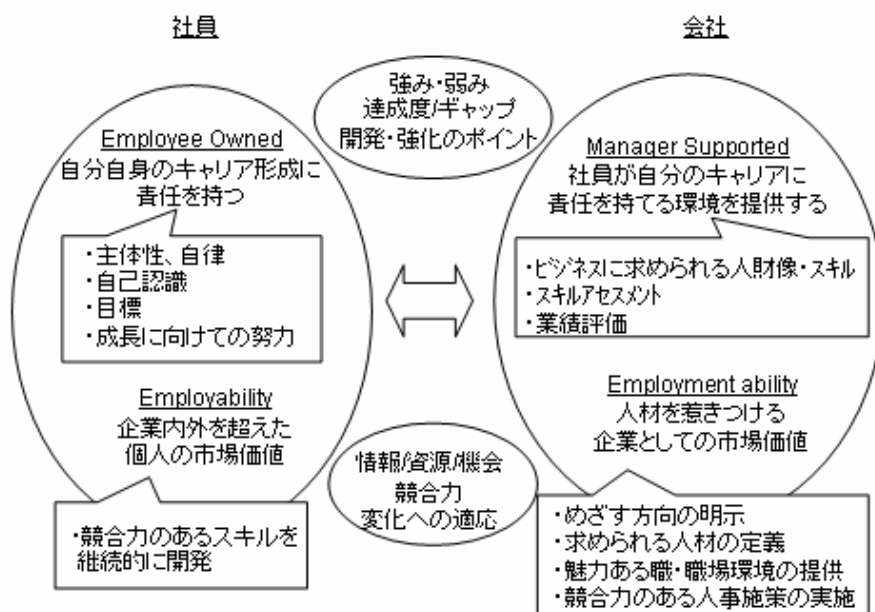 社員
会社
強み・弱み
達成度/ギャップ
開発・強化のポイント
Employee Owned
自分自身のキャリア形成に
責任を持つ
・主体性、自律
・自己認識
・目標
・成長に向けての努力
Employability
企業内外を超えた
個人の市場価値
・競合力のあるスキルを
継続的に開発
Manager Supported
社員が自分のキャリアに
責任を持てる環境を提供する
・ビジネスに求められる人財像・スキル
・スキルアセスメント
・業績評価
Employment ability
人材を惹きつける
企業としての市場価値
・めざす方向の明示
・求められる人材の定義
・魅力ある職・職場環境の提供
・競合力のある人事施策の実施
情報/資源/機会
競合力
変化への適応